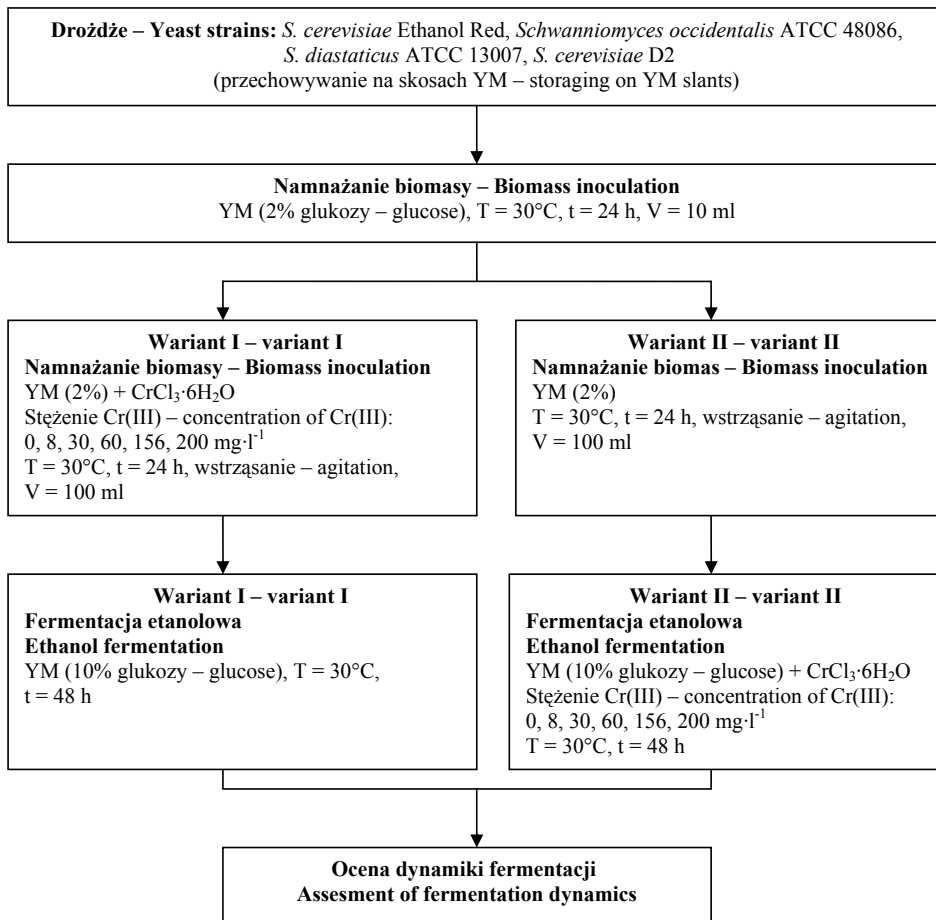 Drożdże – Yeast strains: S. cerevisiae Ethanol Red, Schwanniomyces occidentalis ATCC 48086,
S. diastaticus ATCC 13007, S. cerevisiae D2
(przechowywanie na skosach YM – storaging on YM slants)
Namnażanie biomasy – Biomass inoculation
YM (2% glukozy – glucose), T = 30°C, t = 24 h, V = 10 ml
Wariant I – variant I
Namnażanie biomasy – Biomass inoculation
YM (2%) + CrCl₃·6H₂O
Stężenie Cr(III) – concentration of Cr(III):
0, 8, 30, 60, 156, 200 mg·l⁻¹
T = 30°C, t = 24 h, wstrząsanie – agitation,
V = 100 ml
Wariant II – variant II
Namnażanie biomas – Biomass inoculation
YM (2%)
T = 30°C, t = 24 h, wstrząsanie – agitation,
V = 100 ml
Wariant I – variant I
Fermentacja etanolowa
Ethanol fermentation
YM (10% glukozy – glucose), T = 30°C,
t = 48 h
Wariant II – variant II
Fermentacja etanolowa
Ethanol fermentation
YM (10% glukozy – glucose) + CrCl₃·6H₂O
Stężenie Cr(III) – concentration of Cr(III):
0, 8, 30, 60, 156, 200 mg·l⁻¹
T = 30°C, t = 48 h
Ocena dynamiki fermentacji
Assesment of fermentation dynamics